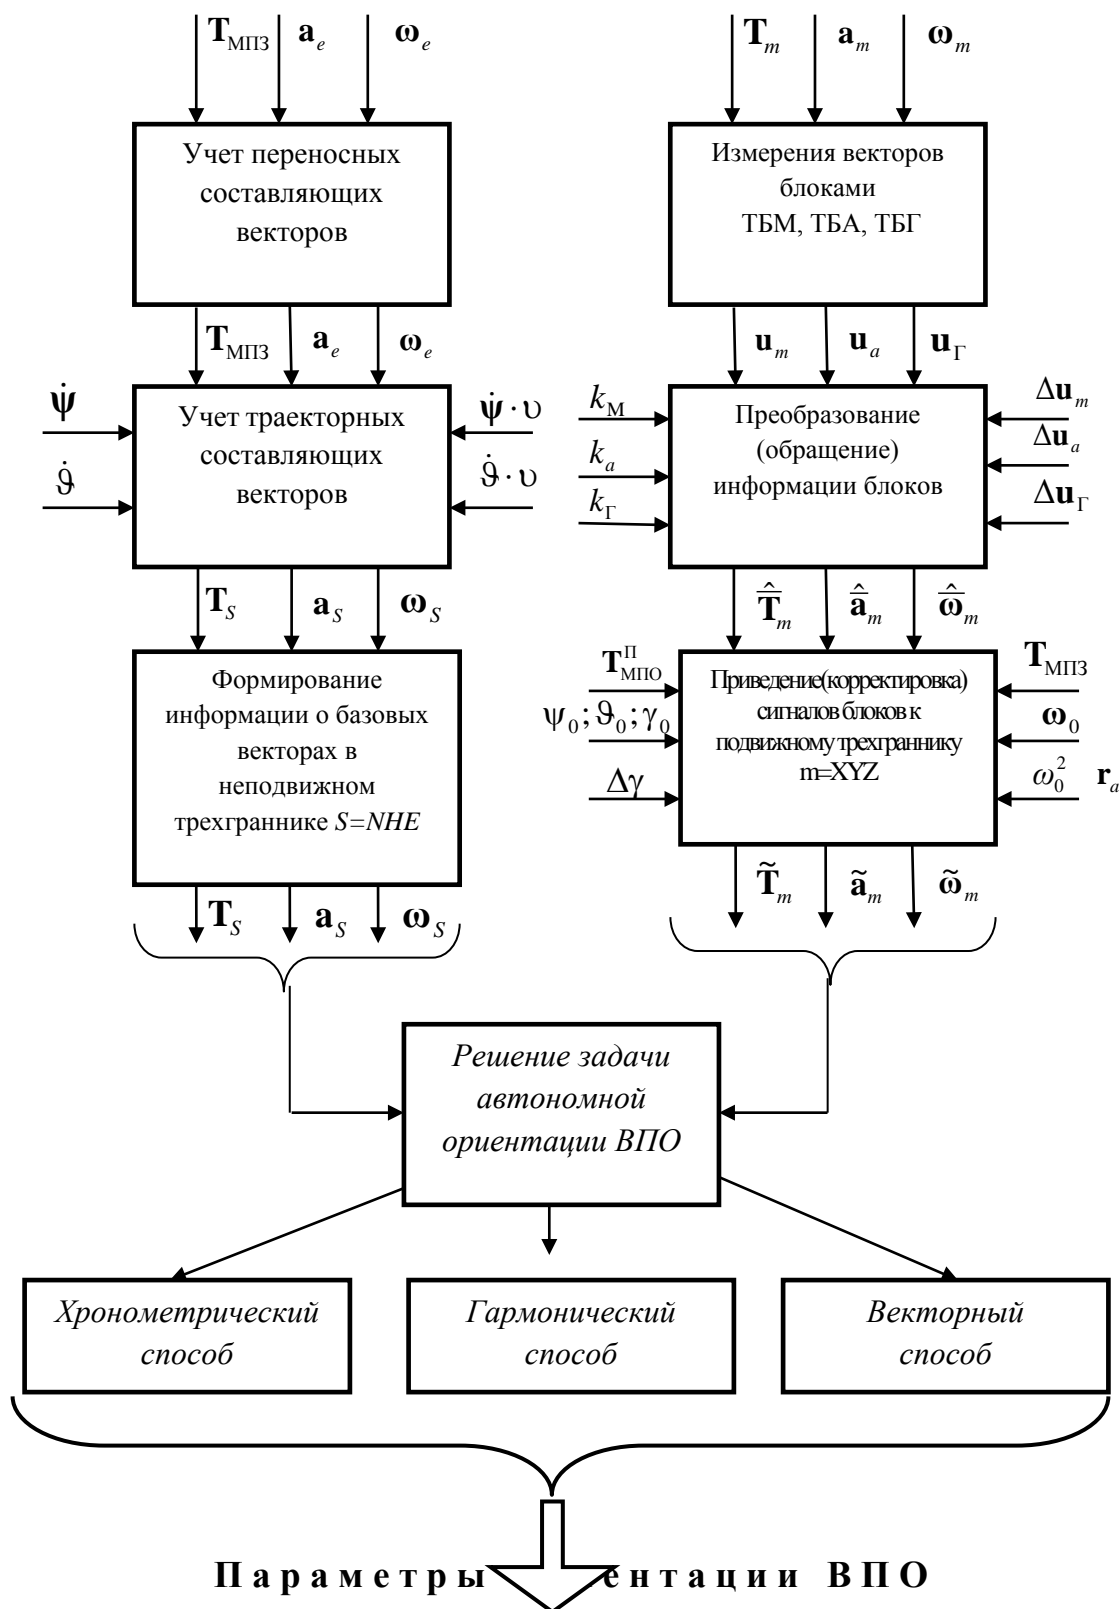 T_МПЗ a_e ω_e
T_m a_m ω_m
Учет переносных
составляющих
векторов
Измерения векторов
блоками
ТБМ, ТБА, ТБГ
T_МПЗ a_e ω_e
u_m u_a u_Г
ψ̇
ϑ̇
Учет траекторных
составляющих
векторов
ψ̇ · υ
ϑ̇ · υ
k_М
k_a
k_Г
Преобразование
(обращение)
информации блоков
Δu_m
Δu_a
Δu_Г
T_S a_S ω_S
T̂̄_m â̄_m ω̂̄_m
Формирование
информации о базовых
векторах в
неподвижном
трехграннике S=NHE
T^П_МПО
ψ_0; ϑ_0; γ_0
Δγ
Приведение(корректировка)
сигналов блоков к
подвижному трехграннику
m=XYZ
T_МПЗ
ω_0
ω_0^2 r_a
T_S a_S ω_S
T̃_m ã_m ω̃_m
Решение задачи
автономной
ориентации ВПО
Хронометрический
способ
Гармонический
способ
Векторный
способ
Параметры ентации ВПО